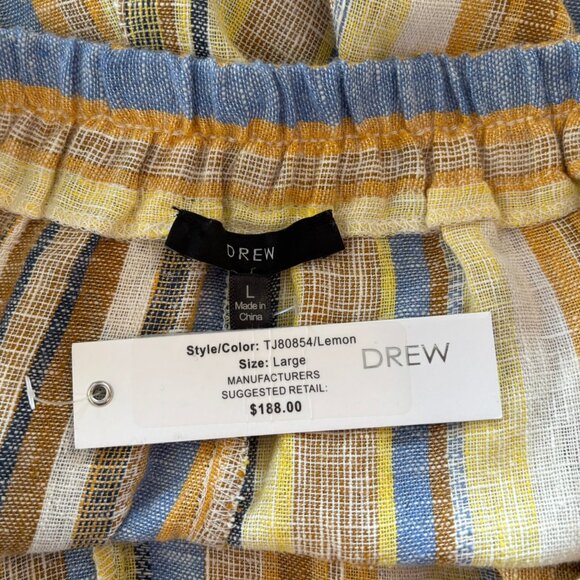 DREW
L
Made in
China
Style/Color: TJ80854/Lemon
Size: Large
MANUFACTURERS
SUGGESTED RETAIL:
$188.00
DREW